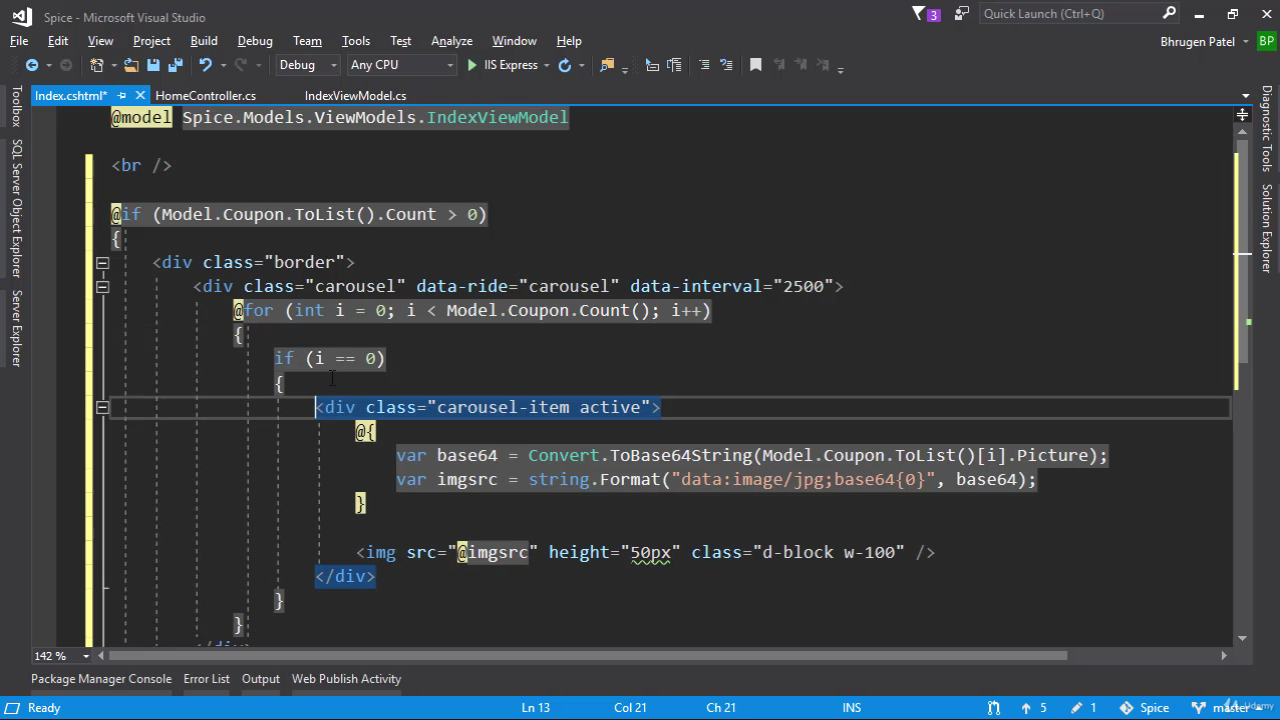 Spice - Microsoft Visual Studio
3
Quick Launch (Ctrl+Q)
File Edit View Project Build Debug Team Tools Test Analyze Window Help
Bhrugen Patel BP
Debug Any CPU IIS Express
Index.cshtml* HomeController.cs IndexViewModel.cs
Toolbox
SQL Server Object Explorer
Server Explorer
Diagnostic Tools
Solution Explorer
@model Spice.Models.ViewModels.IndexViewModel
<br />
@if (Model.Coupon.ToList().Count > 0)
{
<div class="border">
<div class="carousel" data-ride="carousel" data-interval="2500">
@for (int i = 0; i < Model.Coupon.Count(); i++)
{
if (i == 0)
{
<div class="carousel-item active">
@{
var base64 = Convert.ToBase64String(Model.Coupon.ToList()[i].Picture);
var imgsrc = string.Format("data:image/jpg;base64{0}", base64);
}
<img src="@imgsrc" height="50px" class="d-block w-100" />
</div>
}
}
</div>
142 %
Package Manager Console Error List Output Web Publish Activity
Ready Ln 13 Col 21 Ch 21 INS 5 1 Spice master
Udemy